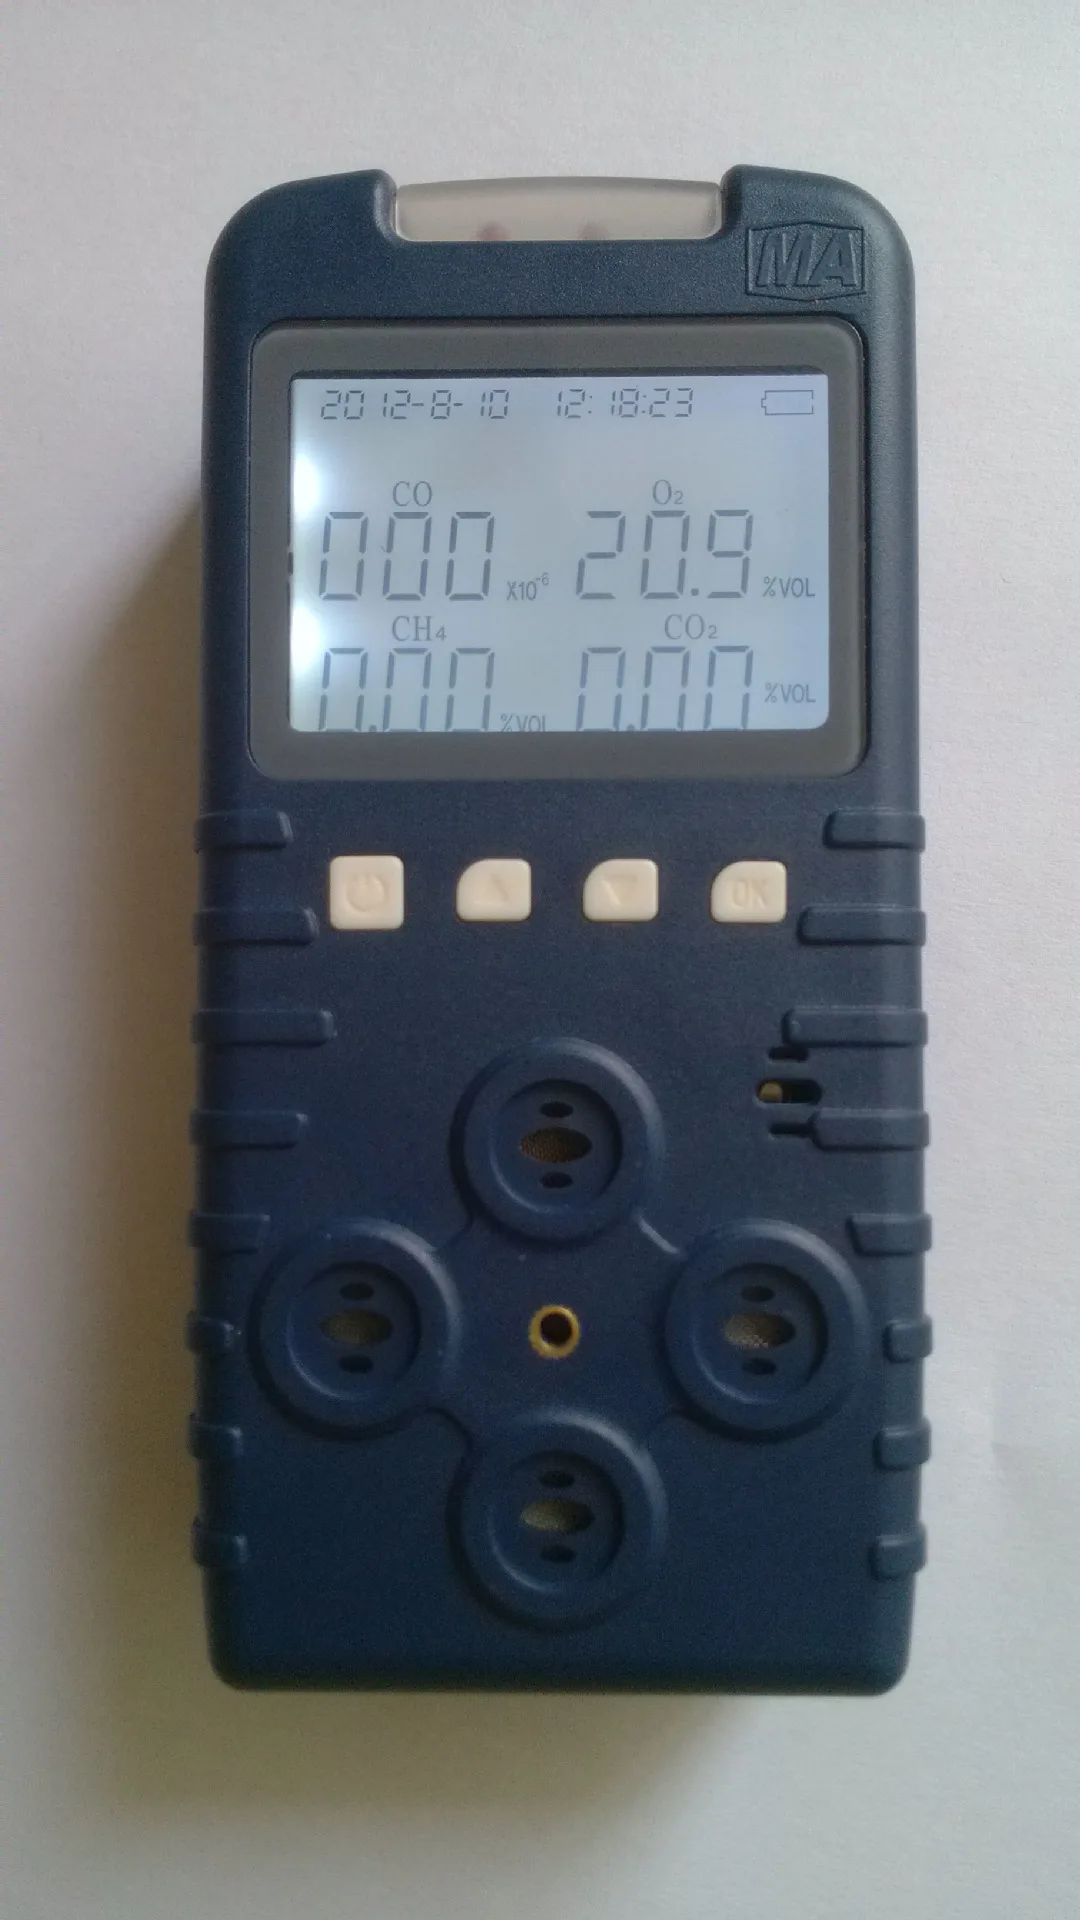 MA
2012-8-10 12:18:23
CO O₂
000 X10⁻⁶ 20.9 %VOL
CH₄ CO₂
0.00 %VOL 0.00 %VOL
OK